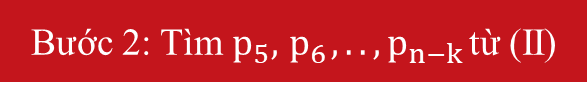 Bước 2: Tìm p₅, p₆,..,pₙ₋ₖ từ (II)